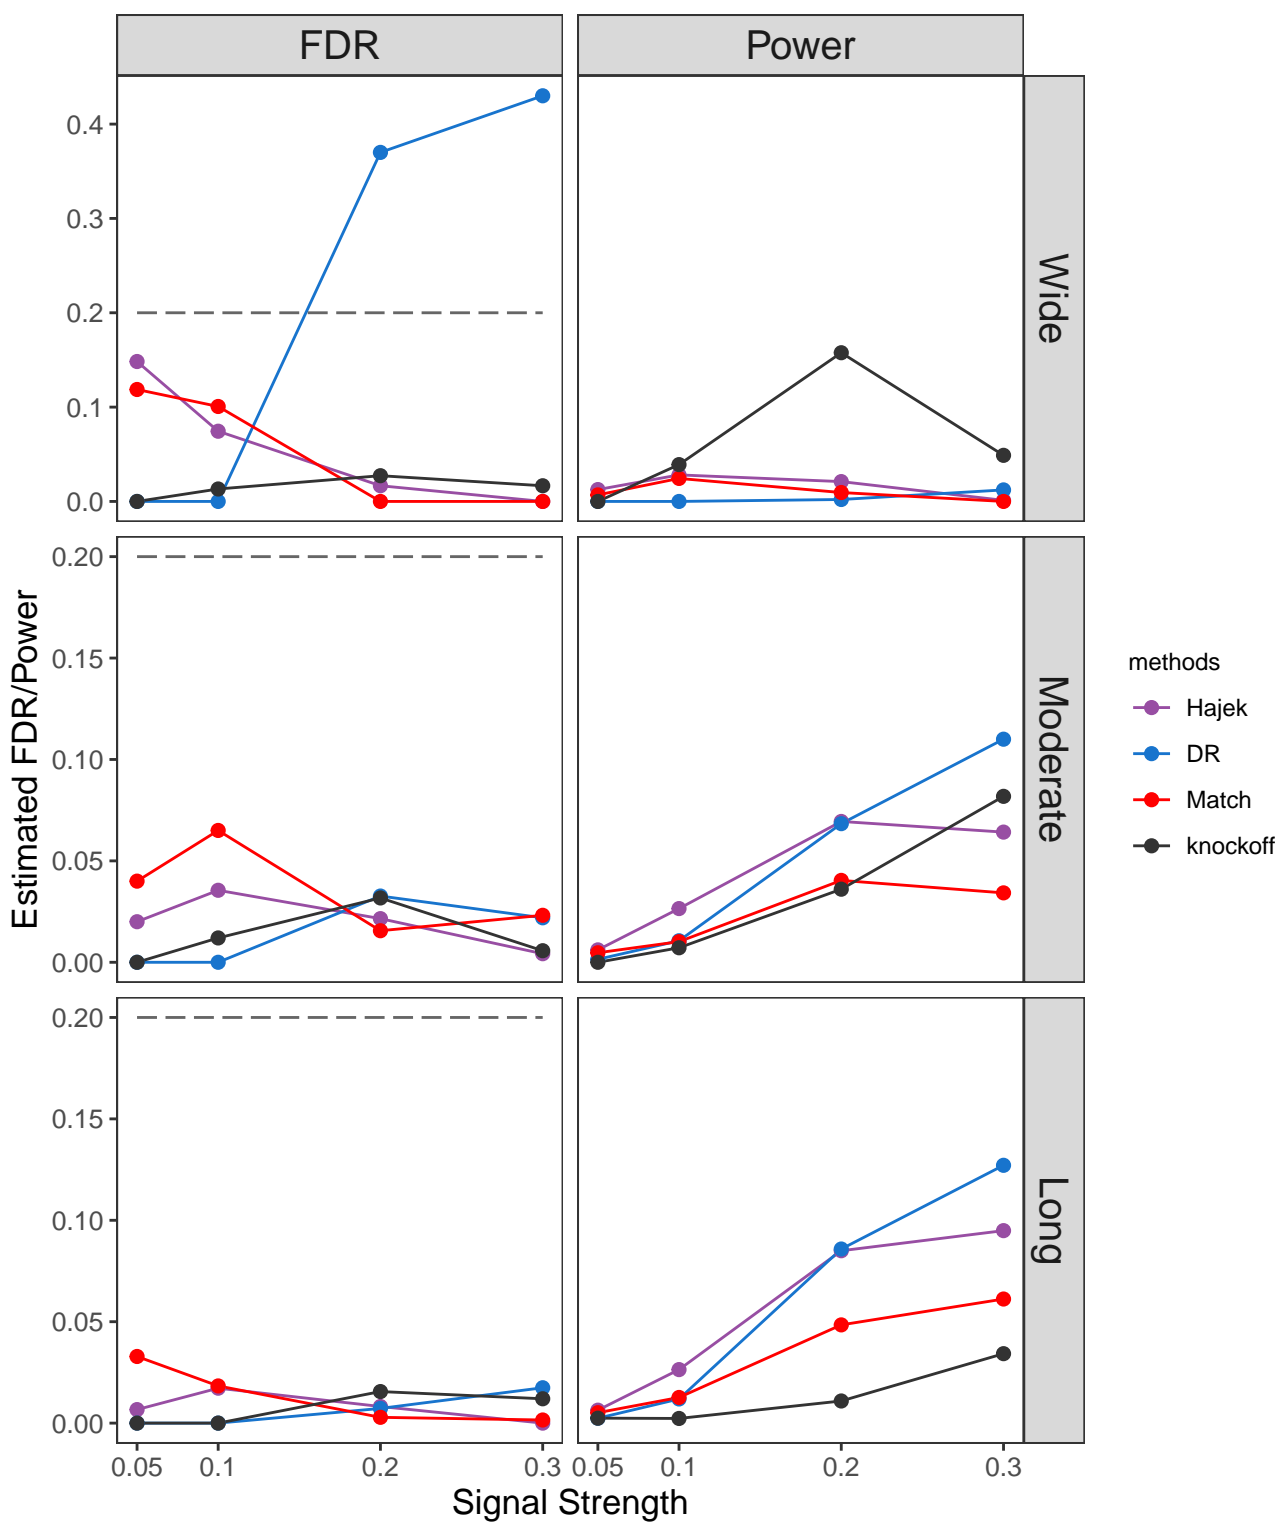 FDR
Power
0.4
0.3
0.2
0.1
0.0
Wide
0.20
0.15
0.10
0.05
0.00
Moderate
0.20
0.15
0.10
0.05
0.00
Long
0.05 0.1 0.2 0.3
0.05 0.1 0.2 0.3
Signal Strength
Estimated FDR/Power
methods
Hajek
DR
Match
knockoff